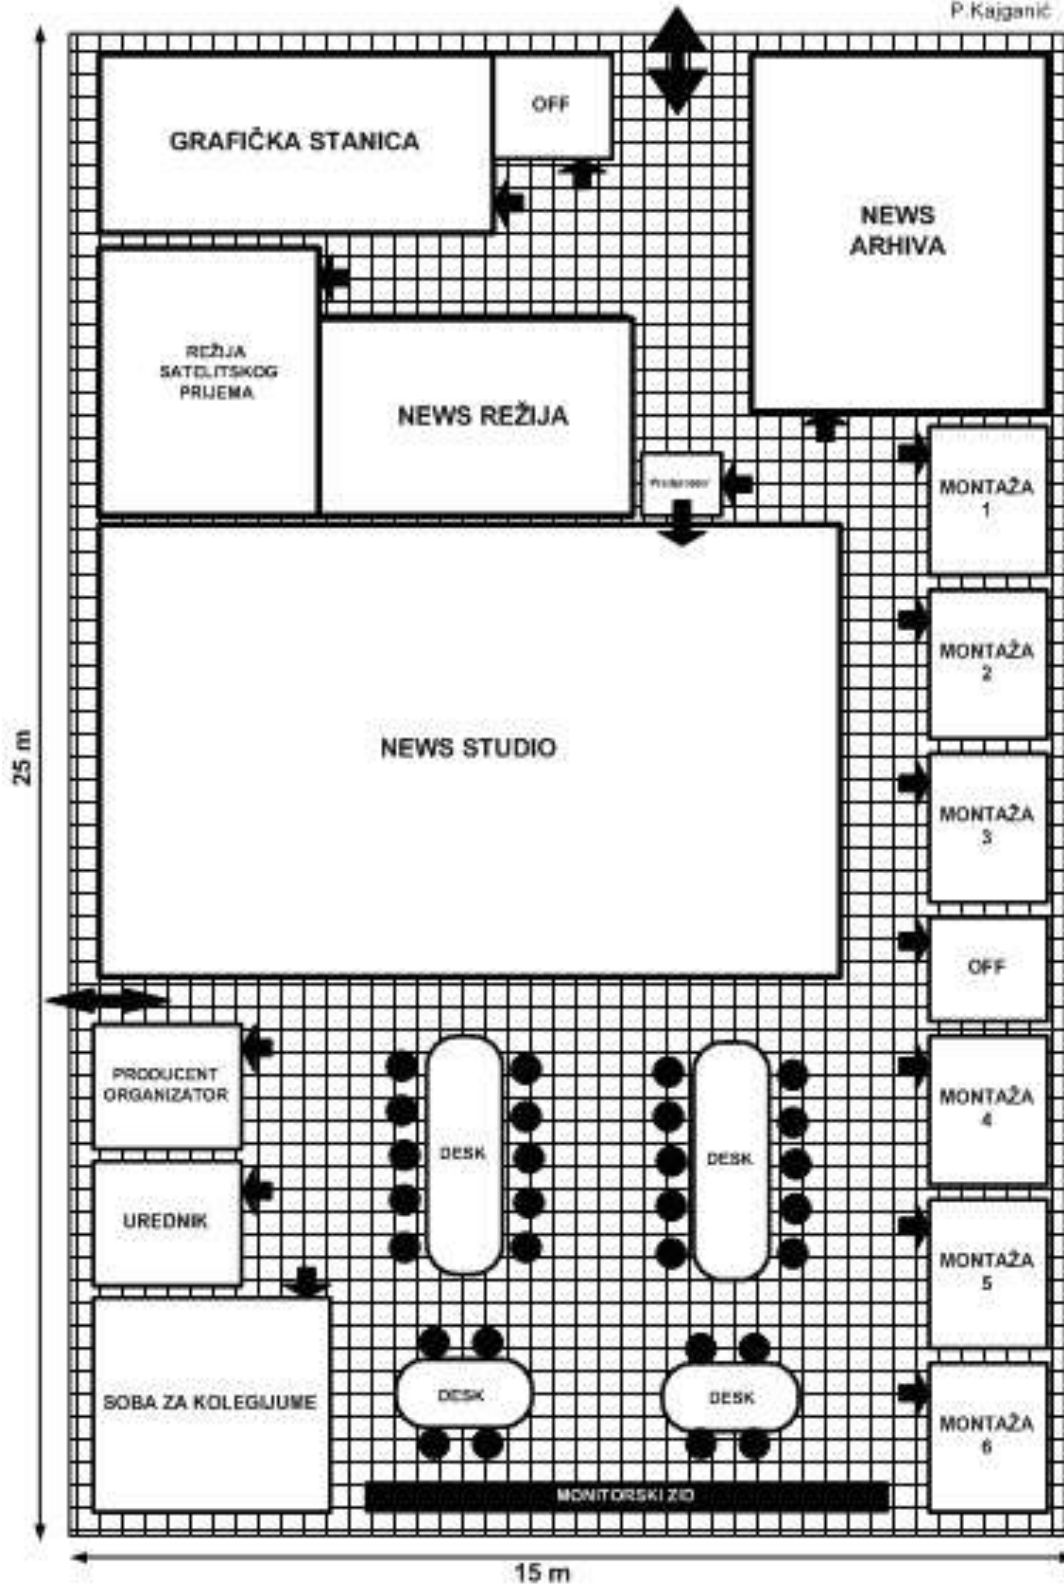 P.Kajganić
GRAFIČKA STANICA
OFF
NEWS
ARHIVA
REŽIJA
SATELITSKOG
PRIJEMA
NEWS REŽIJA
MONTAŽA
1
MONTAŽA
2
NEWS STUDIO
25 m
MONTAŽA
3
OFF
PRODUCENT
ORGANIZATOR
MONTAŽA
4
DESK
DESK
UREDNIK
MONTAŽA
5
SOBA ZA KOLEGIJUME
DESK
DESK
MONTAŽA
6
MONITORSKI ZID
15 m